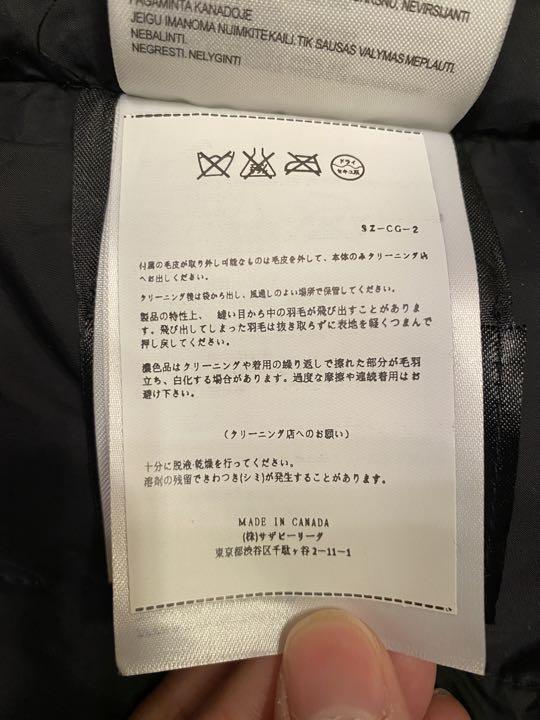 PAGAMINTA KANADOJE
NEVIRSIJANTI
JEIGU IMANOMA NUIMKITE KAILI. TIK SAUSAS VALYMAS MEPLAUTI.
NEBALINTI.
NEGRESTI. NELYGINTI
ドライ
セキユ系
SZ-CG-2
付属の毛皮が取り外し可能なものは毛皮を外して、本体のみクリーニング店
へお出しください。
クリーニング後は袋から出し、風通しのよい場所で保管してください。
製品の特性上、縫い目から中の羽毛が飛び出すことがありま
す。飛び出してしまった羽毛は抜き取らずに表地を軽くつまんで
押し戻してください。
濃色品はクリーニングや着用の繰り返しで擦れた部分が毛羽
立ち、白化する場合があります。過度な摩擦や連続着用はお
避け下さい。
(クリーニング店へのお願い)
十分に脱液・乾燥を行ってください。
溶剤の残留できわつき(シミ)が発生することがあります。
MADE IN CANADA
(株)サザビーリーグ
東京都渋谷区千駄ヶ谷2-11-1